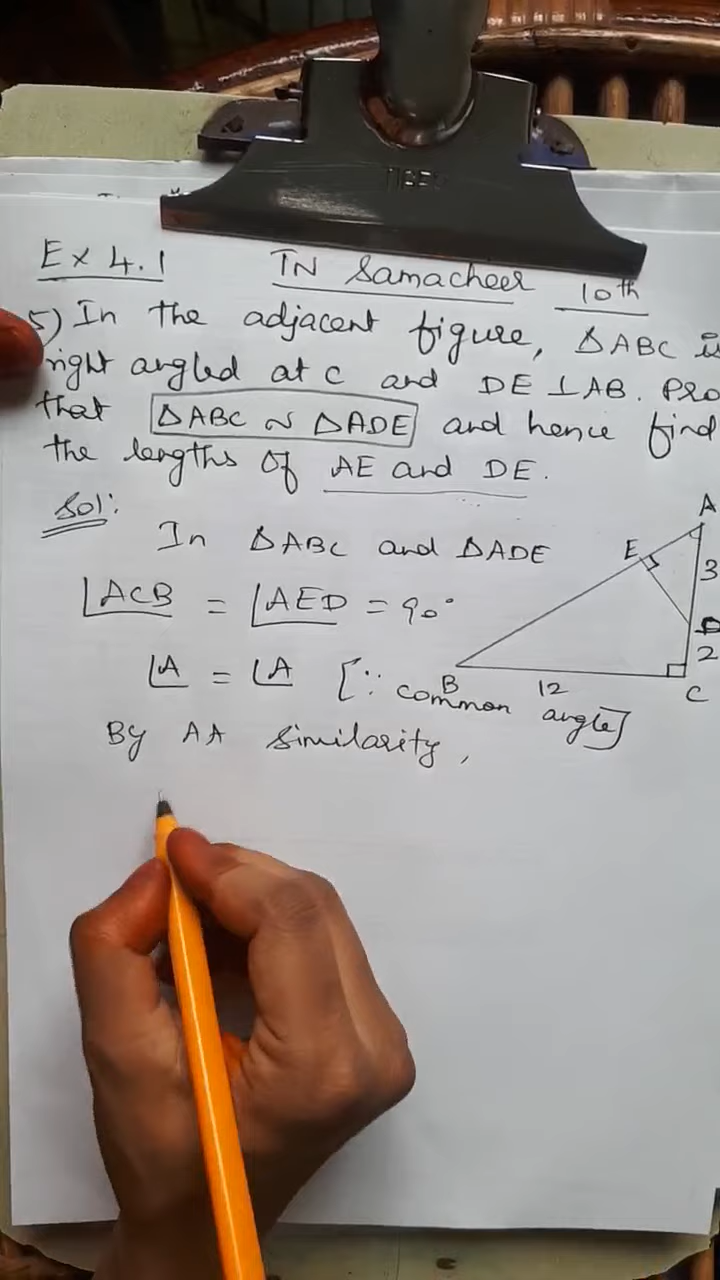 Ex 4.1 TN Samacheer 10th
5) In the adjacent figure, ΔABC is
right angled at C and DE ⊥ AB. Pro
that ΔABC ~ ΔADE and hence find
the lengths of AE and DE.
Sol:
In ΔABC and ΔADE
∠ACB = ∠AED = 90°
∠A = ∠A [∵ common angle]
By AA Similarity,
A
E
3
D
2
B
12
C